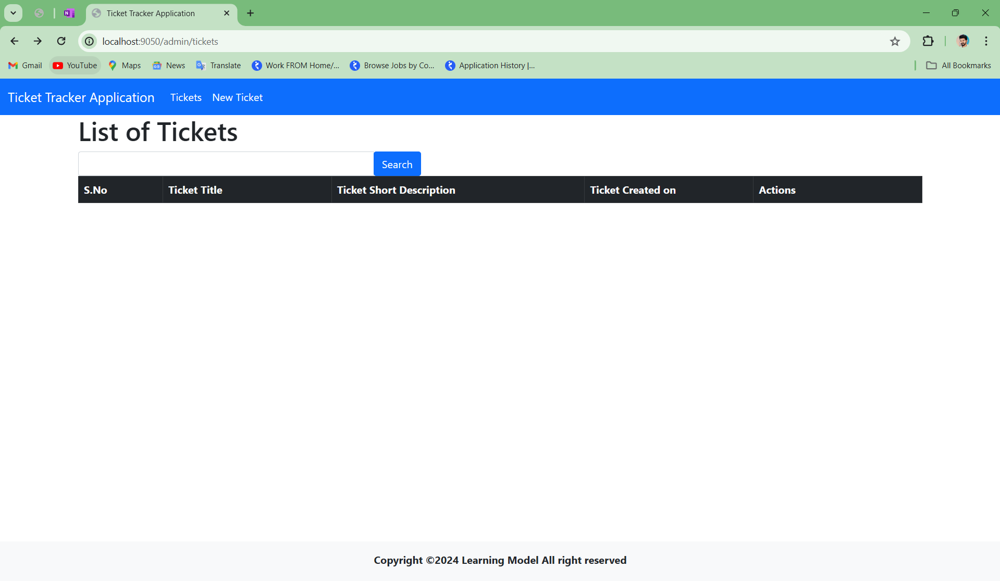 Ticket Tracker Application
localhost:9050/admin/tickets
Gmail YouTube Maps News Translate Work FROM Home/... Browse Jobs by Co... Application History |... All Bookmarks
Ticket Tracker Application Tickets New Ticket
List of Tickets
Search
S.No Ticket Title Ticket Short Description Ticket Created on Actions
Copyright ©2024 Learning Model All right reserved